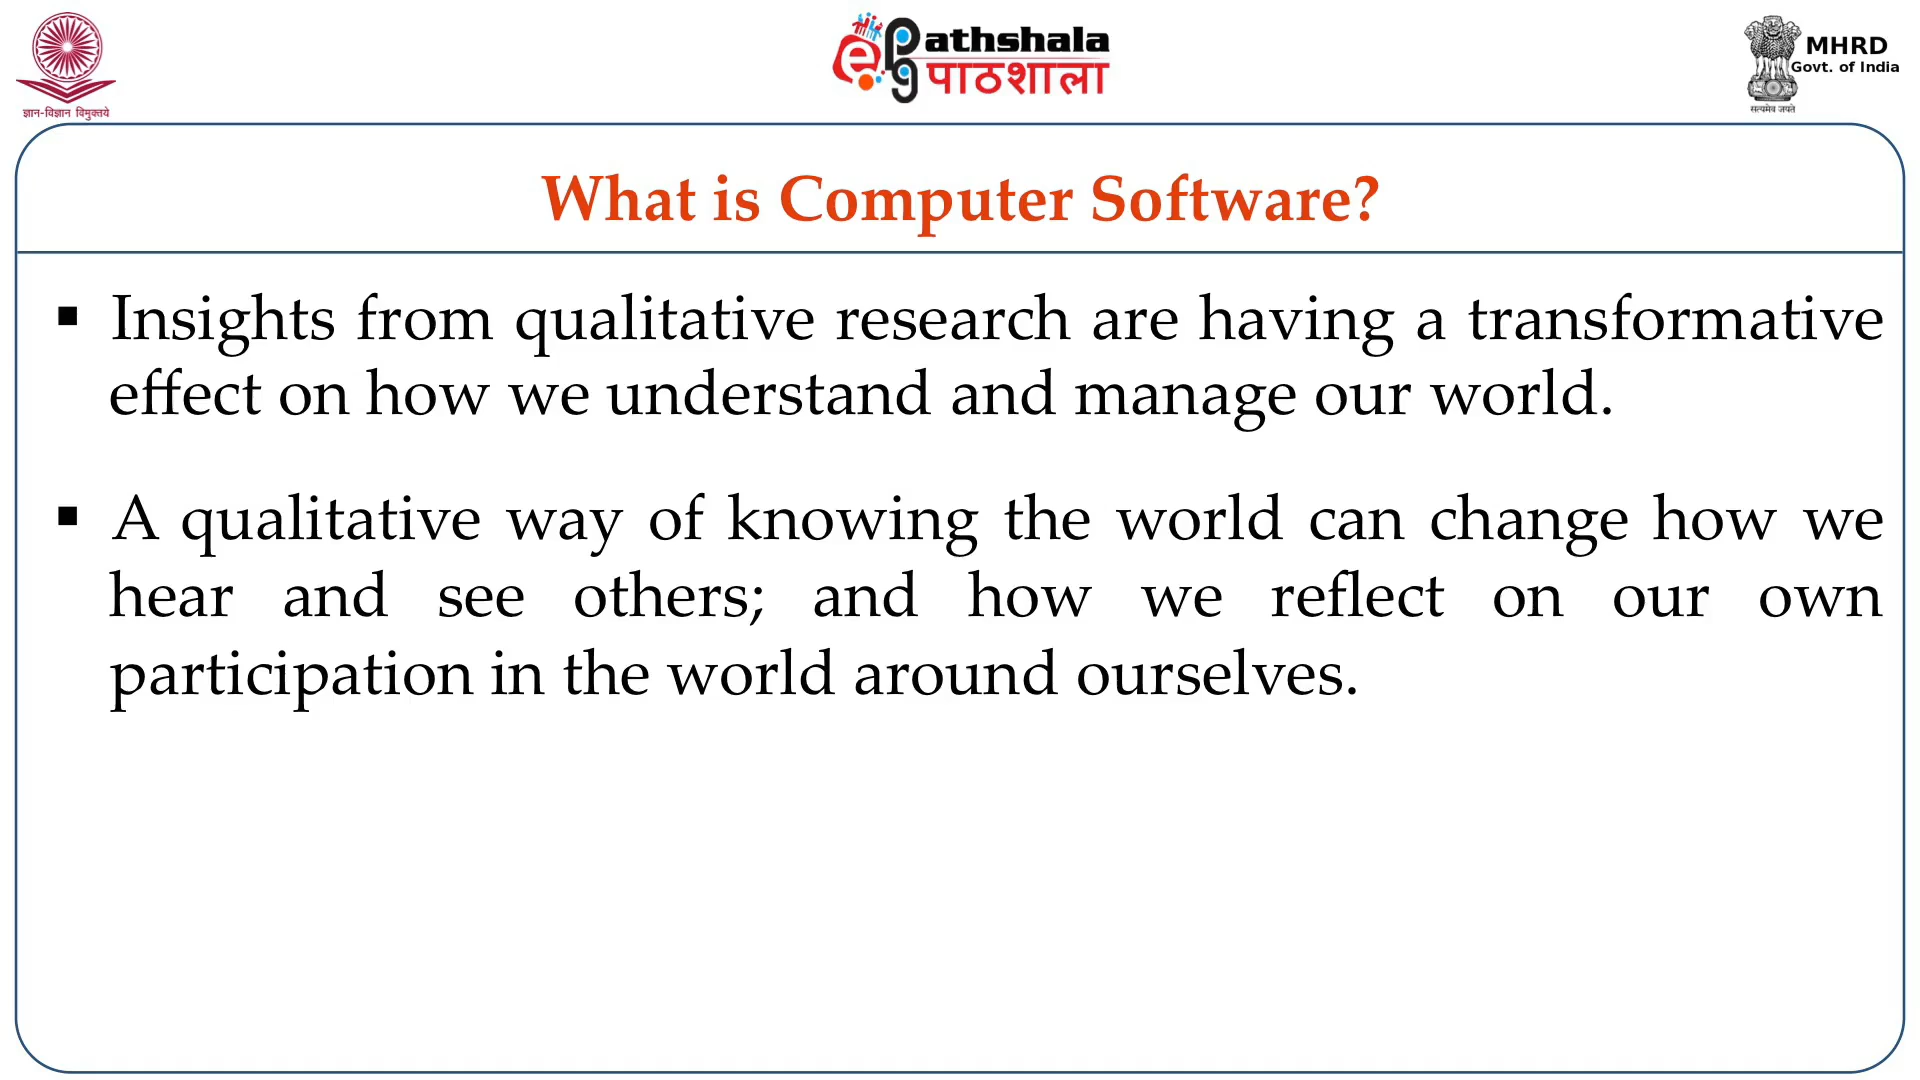 ज्ञान-विज्ञान विमुक्तये
ePathshala
पाठशाला
MHRD
Govt. of India
सत्यमेव जयते
What is Computer Software?
▪ Insights from qualitative research are having a transformative
effect on how we understand and manage our world.
▪ A qualitative way of knowing the world can change how we
hear and see others; and how we reflect on our own
participation in the world around ourselves.